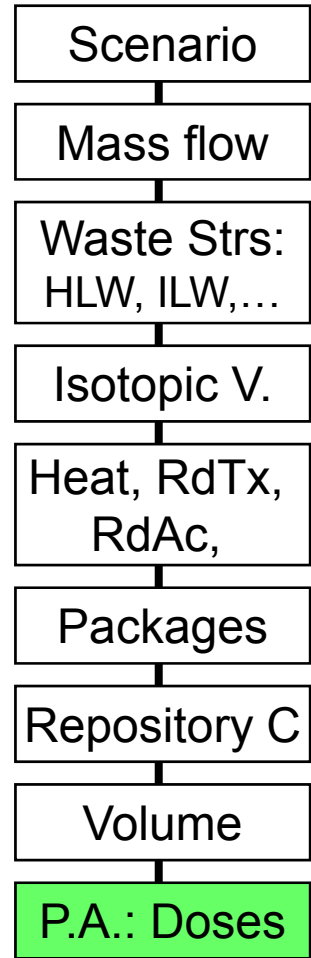 Scenario
Mass flow
Waste Strs:
HLW, ILW,…
Isotopic V.
Heat, RdTx,
RdAc,
Packages
Repository C
Volume
P.A.: Doses